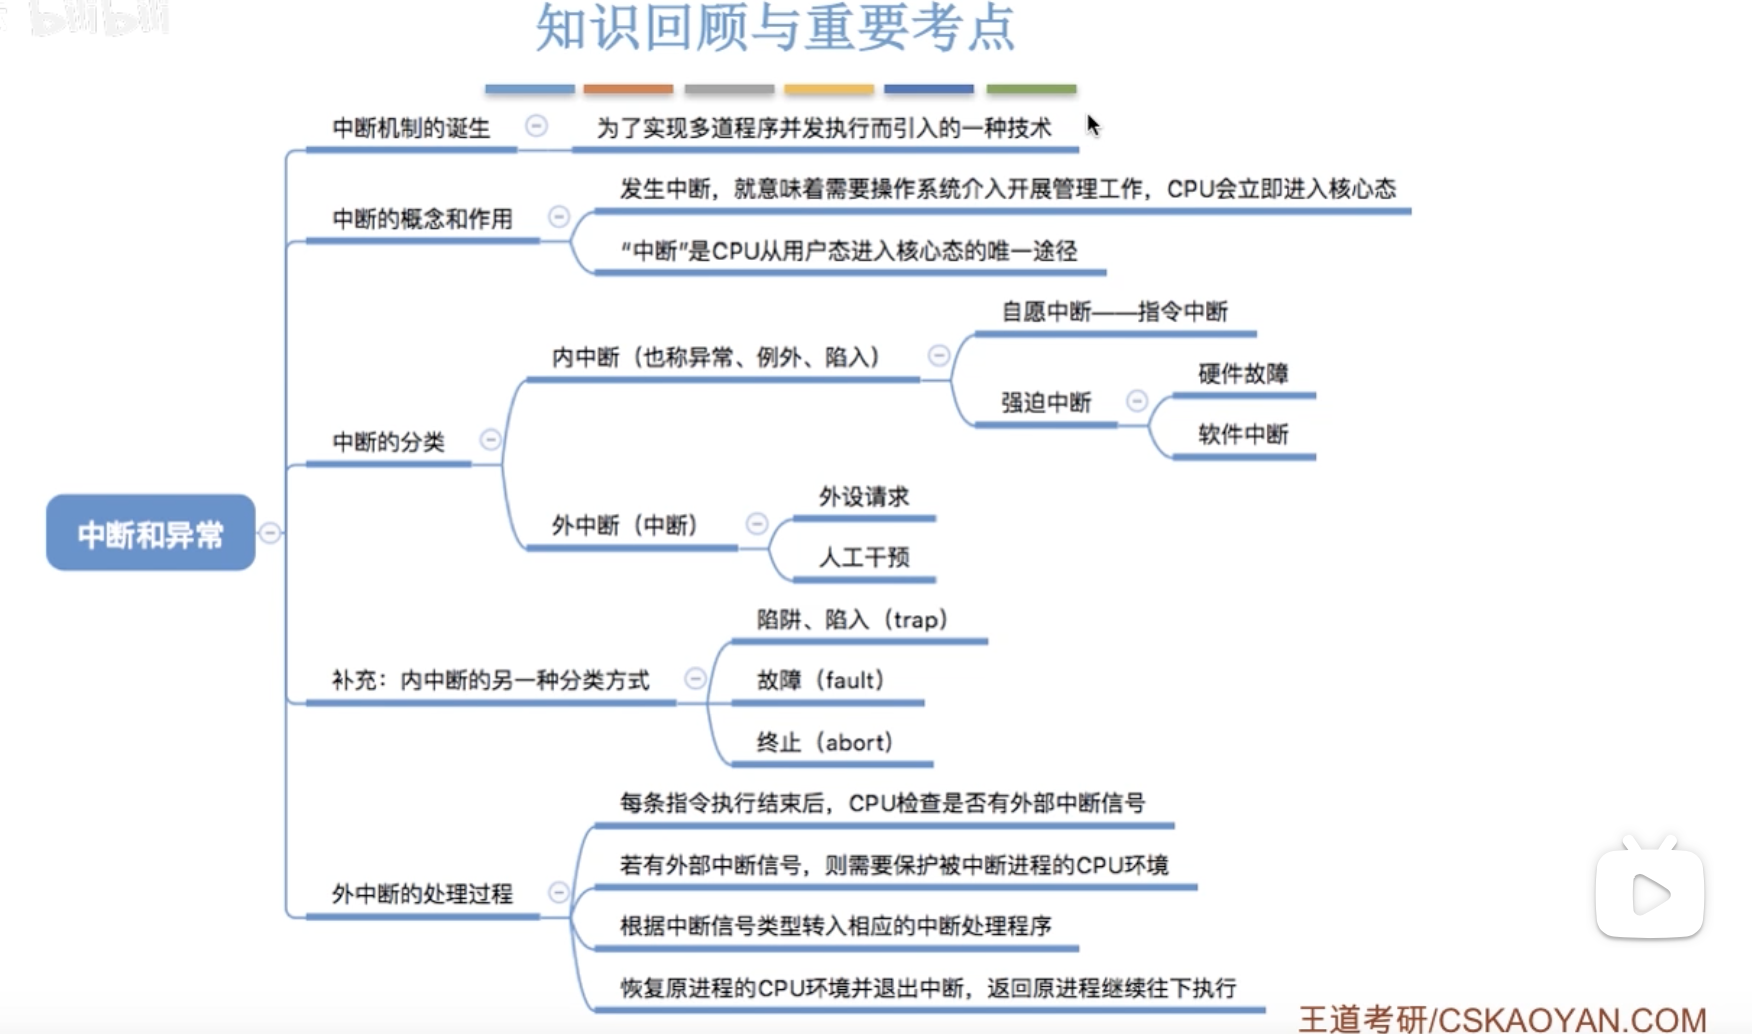 知识回顾与重要考点
中断机制的诞生
为了实现多道程序并发执行而引入的一种技术
发生中断，就意味着需要操作系统介入开展管理工作，CPU会立即进入核心态
中断的概念和作用
“中断”是CPU从用户态进入核心态的唯一途径
自愿中断——指令中断
内中断（也称异常、例外、陷入）
硬件故障
强迫中断
软件中断
中断的分类
外设请求
外中断（中断）
人工干预
中断和异常
陷阱、陷入（trap）
补充：内中断的另一种分类方式
故障（fault）
终止（abort）
每条指令执行结束后，CPU检查是否有外部中断信号
若有外部中断信号，则需要保护被中断进程的CPU环境
外中断的处理过程
根据中断信号类型转入相应的中断处理程序
恢复原进程的CPU环境并退出中断，返回原进程继续往下执行
王道考研/CSKAOYAN.COM